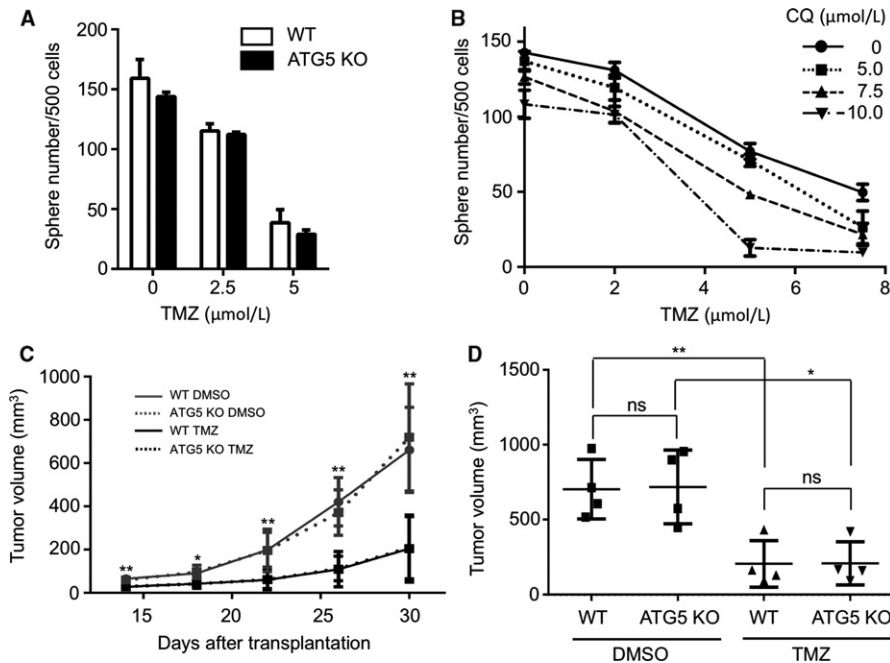 A
WT
ATG5 KO
Sphere number/500 cells
200
150
100
50
0
0 2.5 5
TMZ (μmol/L)
B
CQ (μmol/L)
0
5.0
7.5
10.0
Sphere number/500 cells
150
100
50
0
0 2 4 6 8
TMZ (μmol/L)
C
WT DMSO
ATG5 KO DMSO
WT TMZ
ATG5 KO TMZ
** * ** ** **
Tumor volume (mm³)
1000
800
600
400
200
0
15 20 25 30
Days after transplantation
D
**
*
ns
ns
Tumor volume (mm³)
1500
1000
500
0
WT ATG5 KO WT ATG5 KO
DMSO TMZ